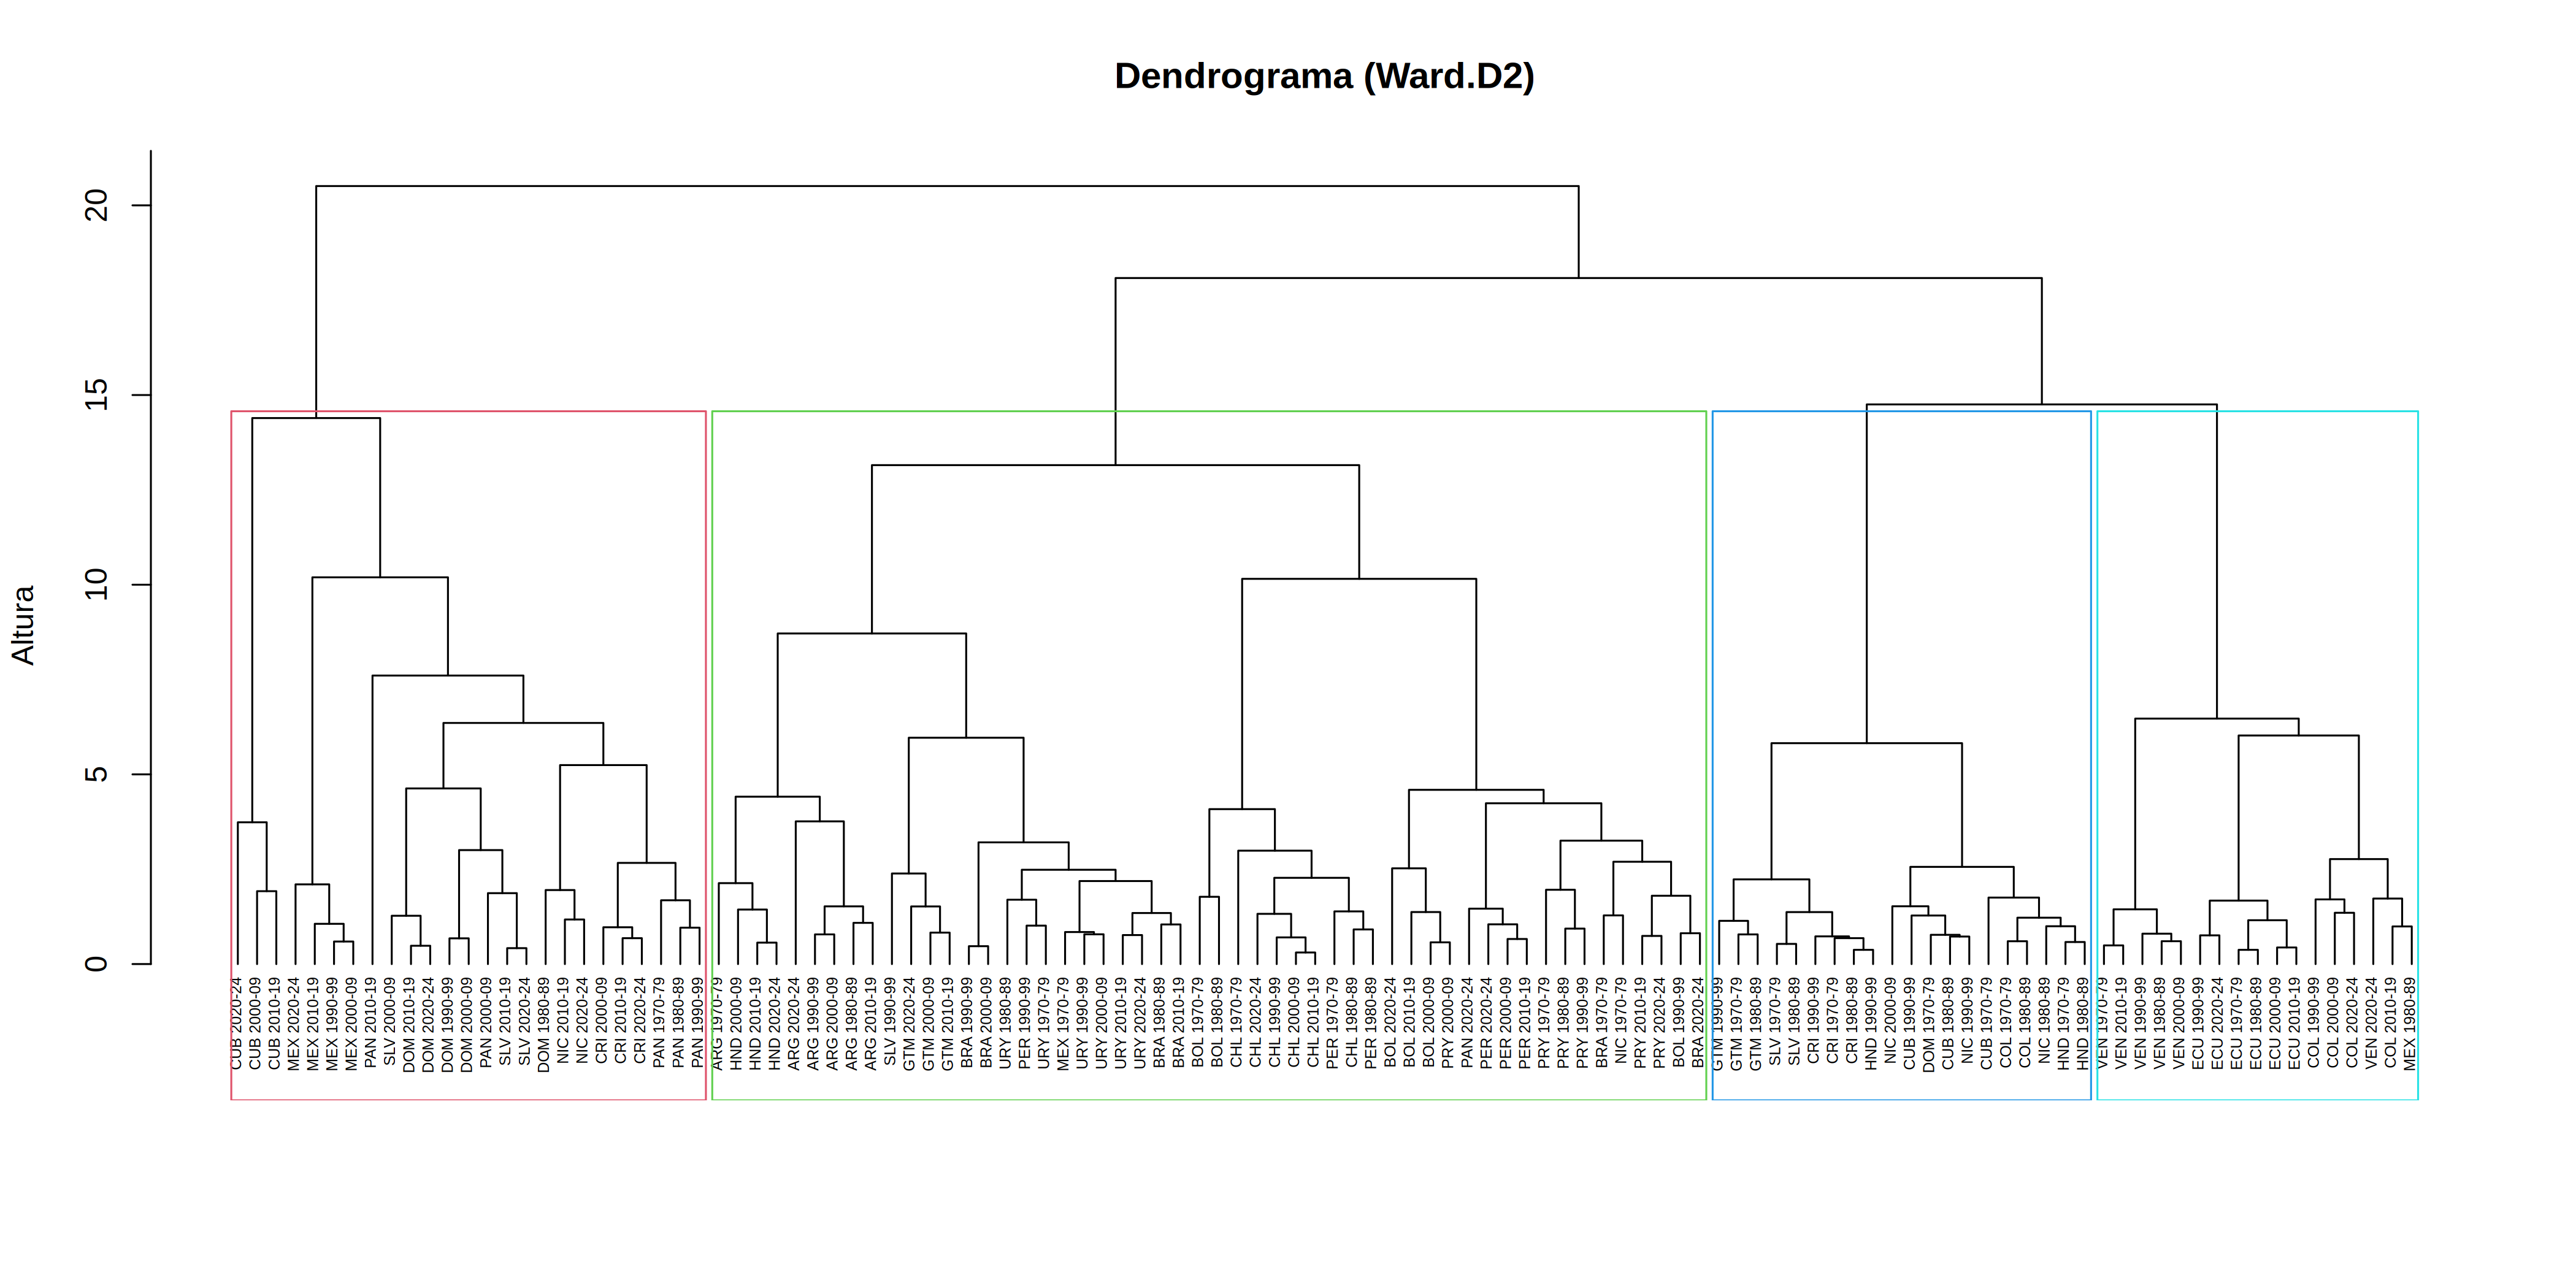 Dendrograma (Ward.D2)
Altura
20
15
10
5
0
CUB 2020-24
CUB 2000-09
CUB 2010-19
MEX 2020-24
MEX 2010-19
MEX 1990-99
MEX 2000-09
PAN 2010-19
SLV 2000-09
DOM 2010-19
DOM 2020-24
DOM 1990-99
DOM 2000-09
PAN 2000-09
SLV 2010-19
SLV 2020-24
DOM 1980-89
NIC 2010-19
NIC 2020-24
CRI 2000-09
CRI 2010-19
CRI 2020-24
PAN 1970-79
PAN 1980-89
PAN 1990-99
ARG 1970-79
HND 2000-09
HND 2010-19
HND 2020-24
ARG 2020-24
ARG 1990-99
ARG 2000-09
ARG 1980-89
ARG 2010-19
SLV 1990-99
GTM 2020-24
GTM 2000-09
GTM 2010-19
BRA 1990-99
BRA 2000-09
URY 1980-89
PER 1990-99
URY 1970-79
MEX 1970-79
URY 1990-99
URY 2000-09
URY 2010-19
URY 2020-24
BRA 1980-89
BRA 2010-19
BOL 1970-79
BOL 1980-89
CHL 1970-79
CHL 2020-24
CHL 1990-99
CHL 2000-09
CHL 2010-19
PER 1970-79
CHL 1980-89
PER 1980-89
BOL 2020-24
BOL 2010-19
BOL 2000-09
PRY 2000-09
PAN 2020-24
PER 2020-24
PER 2000-09
PER 2010-19
PRY 1970-79
PRY 1980-89
PRY 1990-99
BRA 1970-79
NIC 1970-79
PRY 2010-19
PRY 2020-24
BOL 1990-99
BRA 2020-24
GTM 1990-99
GTM 1970-79
GTM 1980-89
SLV 1970-79
SLV 1980-89
CRI 1990-99
CRI 1970-79
CRI 1980-89
HND 1990-99
NIC 2000-09
CUB 1990-99
DOM 1970-79
CUB 1980-89
NIC 1990-99
CUB 1970-79
COL 1970-79
COL 1980-89
NIC 1980-89
HND 1970-79
HND 1980-89
VEN 1970-79
VEN 2010-19
VEN 1990-99
VEN 1980-89
VEN 2000-09
ECU 1990-99
ECU 2020-24
ECU 1970-79
ECU 1980-89
ECU 2000-09
ECU 2010-19
COL 1990-99
COL 2000-09
COL 2020-24
VEN 2020-24
COL 2010-19
MEX 1980-89